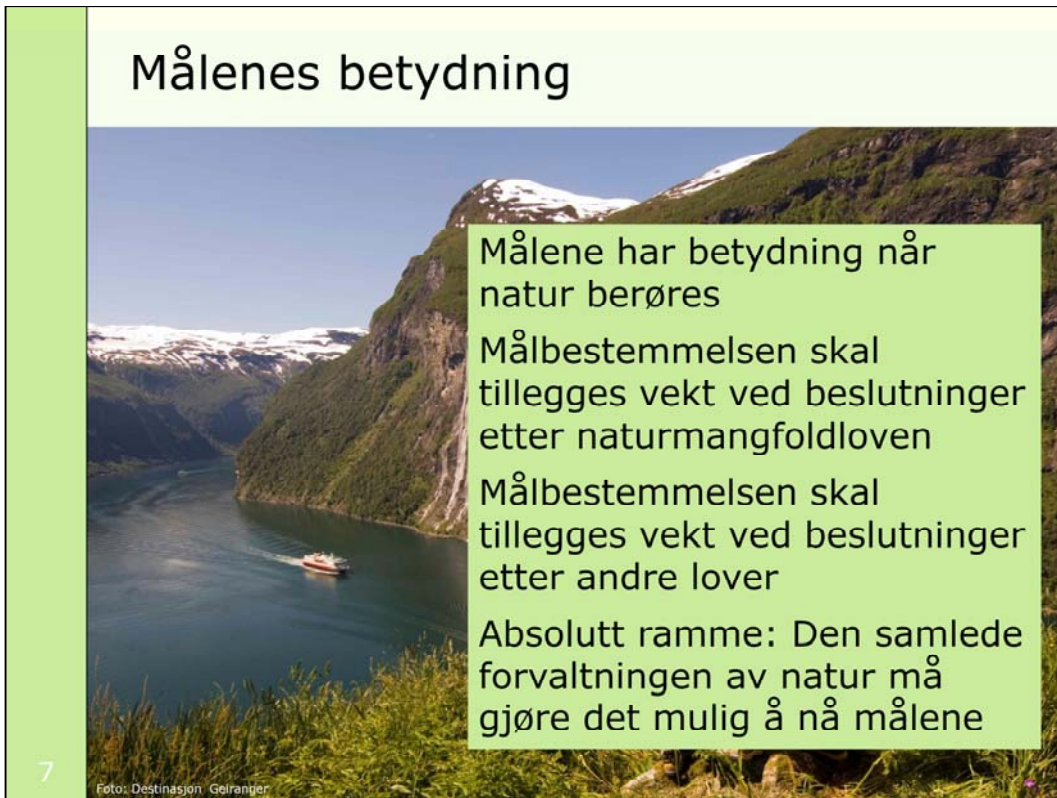 Målenes betydning
Målene har betydning når
natur berøres
Målbestemmelsen skal
tillegges vekt ved beslutninger
etter naturmangfoldloven
Målbestemmelsen skal
tillegges vekt ved beslutninger
etter andre lover
Absolutt ramme: Den samlede
forvaltningen av natur må
gjøre det mulig å nå målene
7
Foto: Destinasjon Geiranger